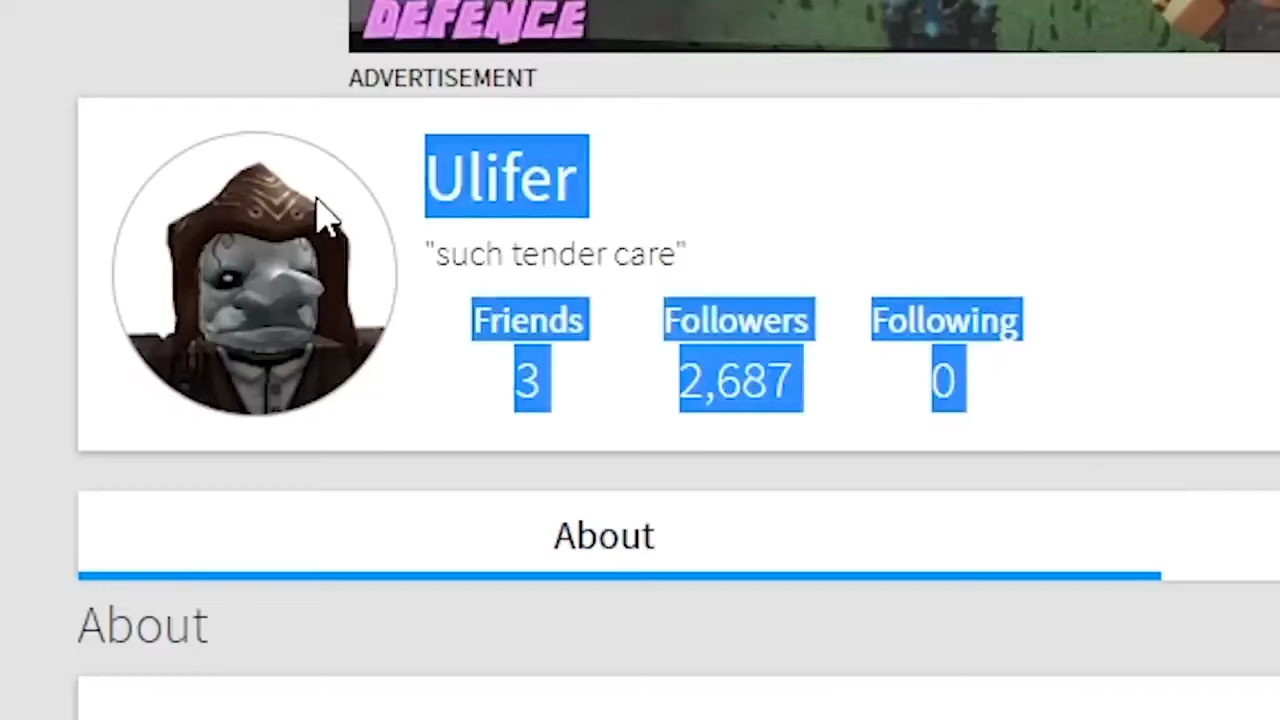 DEFENCE
ADVERTISEMENT
Ulifer
"such tender care"
Friends Followers Following
3 2,687 0
About
About